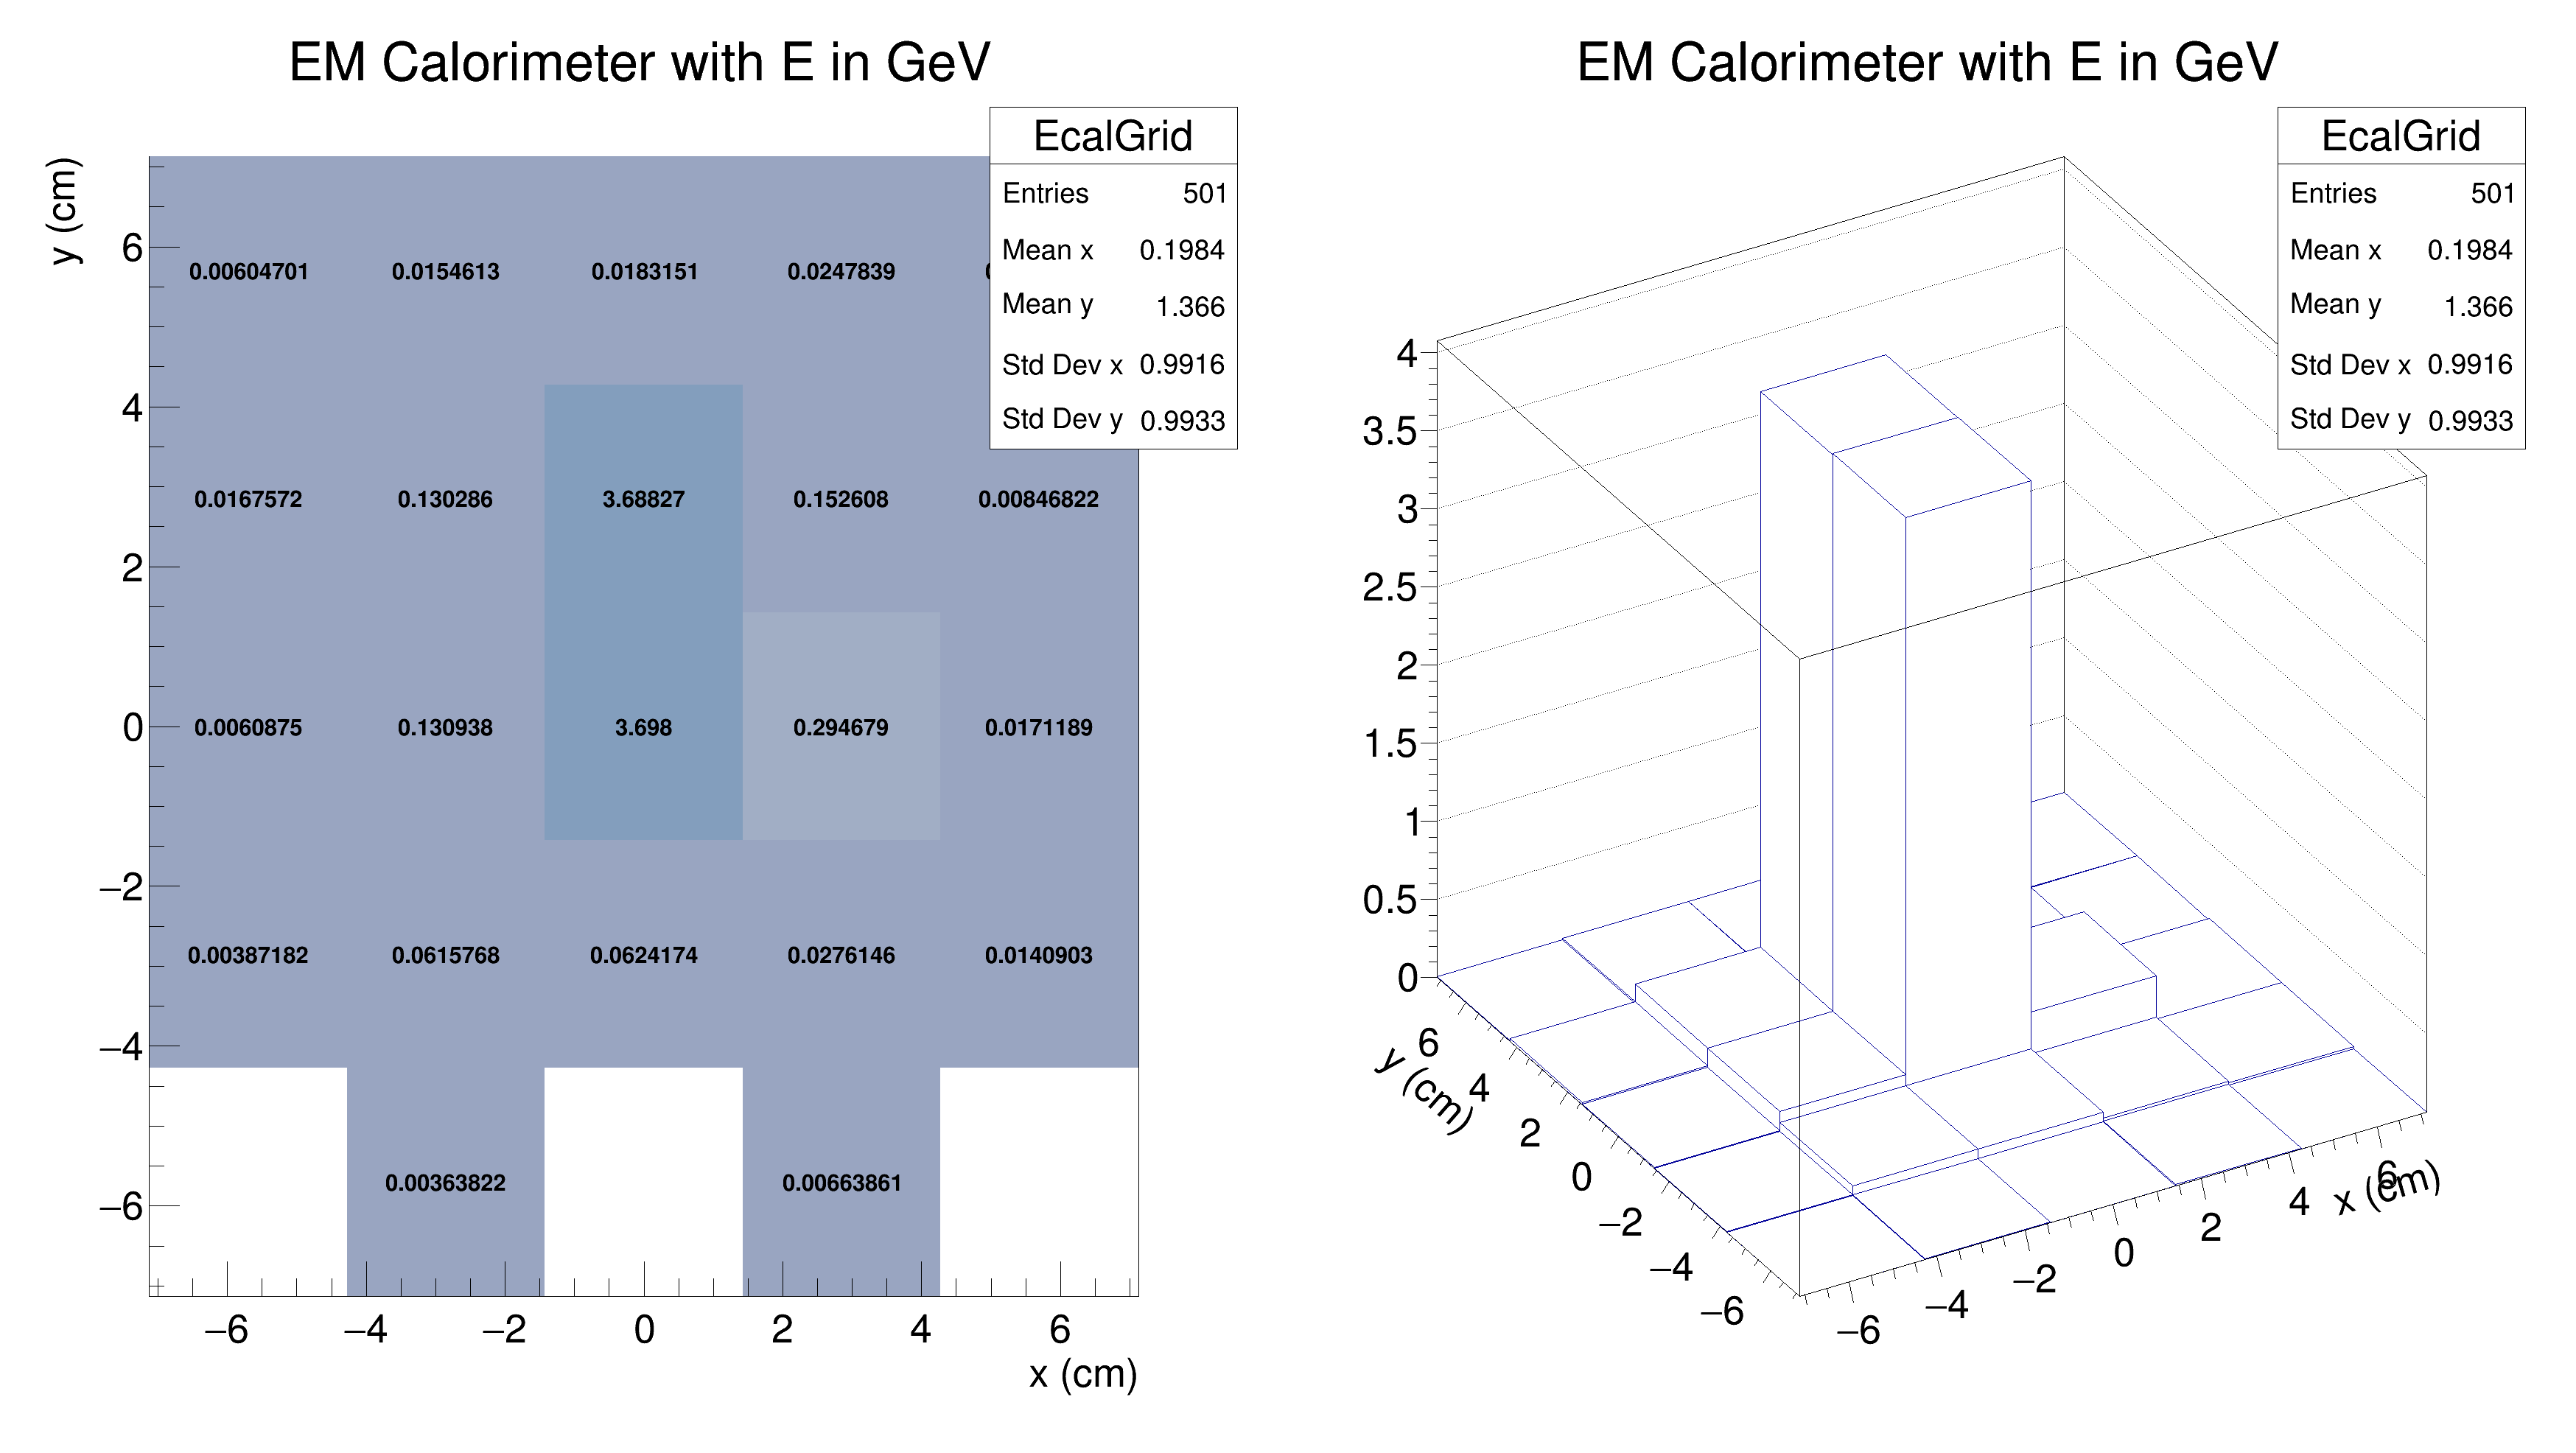 EM Calorimeter with E in GeV
EcalGrid
Entries 501
Mean x 0.1984
Mean y 1.366
Std Dev x 0.9916
Std Dev y 0.9933
y (cm)
6
4
2
0
−2
−4
−6
0.00604701 0.0154613 0.0183151 0.0247839
0.0167572 0.130286 3.68827 0.152608 0.00846822
0.0060875 0.130938 3.698 0.294679 0.0171189
0.00387182 0.0615768 0.0624174 0.0276146 0.0140903
0.00363822 0.00663861
−6 −4 −2 0 2 4 6
x (cm)
EM Calorimeter with E in GeV
EcalGrid
Entries 501
Mean x 0.1984
Mean y 1.366
Std Dev x 0.9916
Std Dev y 0.9933
4
3.5
3
2.5
2
1.5
1
0.5
0
y (cm)
6
4
2
0
−2
−4
−6
−6 −4 −2 0 2 4 6
x (cm)